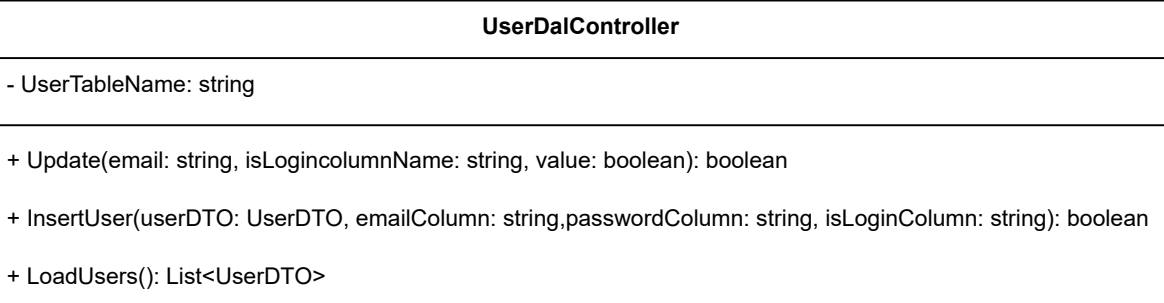 UserDalController
- UserTableName: string
+ Update(email: string, isLogincolumnName: string, value: boolean): boolean
+ InsertUser(userDTO: UserDTO, emailColumn: string,passwordColumn: string, isLoginColumn: string): boolean
+ LoadUsers(): List<UserDTO>